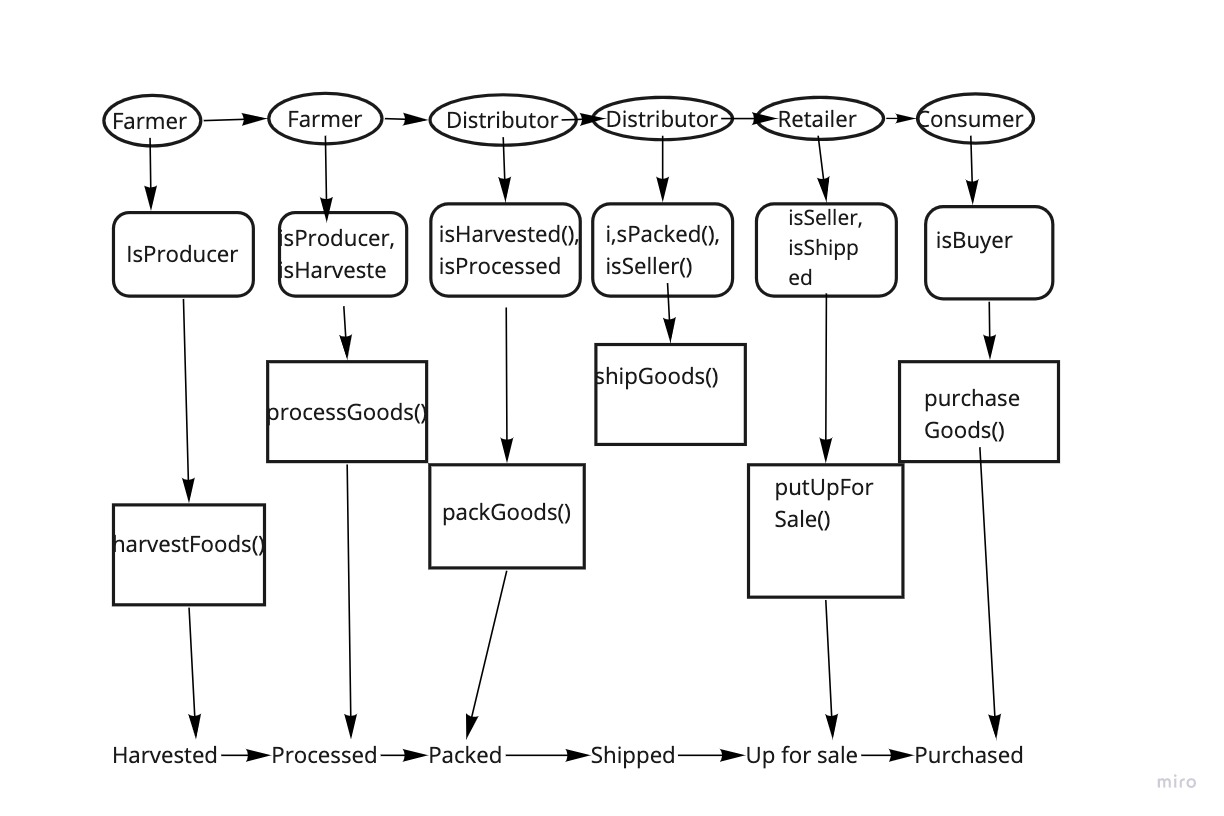 Farmer
Farmer
Distributor
Distributor
Retailer
Consumer
IsProducer
isProducer,
isHarveste
isHarvested(),
isProcessed
i,sPacked(),
isSeller()
isSeller,
isShipp
ed
isBuyer
shipGoods()
processGoods()
purchase
Goods()
packGoods()
putUpFor
Sale()
harvestFoods()
Harvested
Processed
Packed
Shipped
Up for sale
Purchased
miro